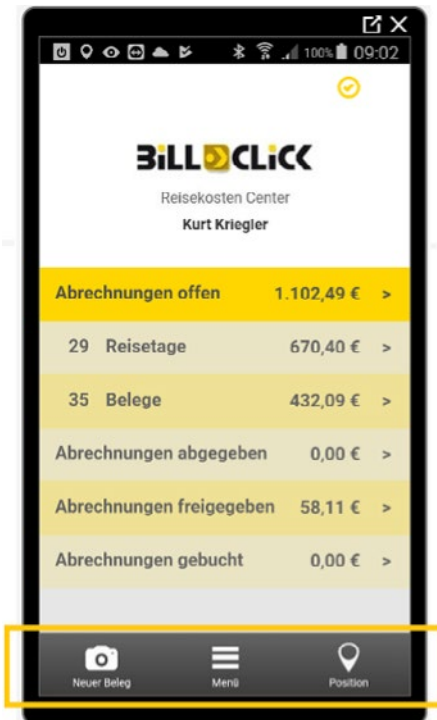 100% 09:02
BILLCLICK
Reisekosten Center
Kurt Kriegler
Abrechnungen offen 1.102,49 € >
29 Reisetage 670,40 € >
35 Belege 432,09 € >
Abrechnungen abgegeben 0,00 € >
Abrechnungen freigegeben 58,11 € >
Abrechnungen gebucht 0,00 € >
Neuer Beleg Menü Position